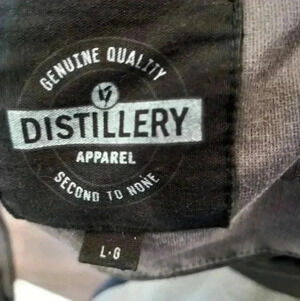 GENUINE QUALITY
DISTILLERY
APPAREL
SECOND TO NONE
L·G